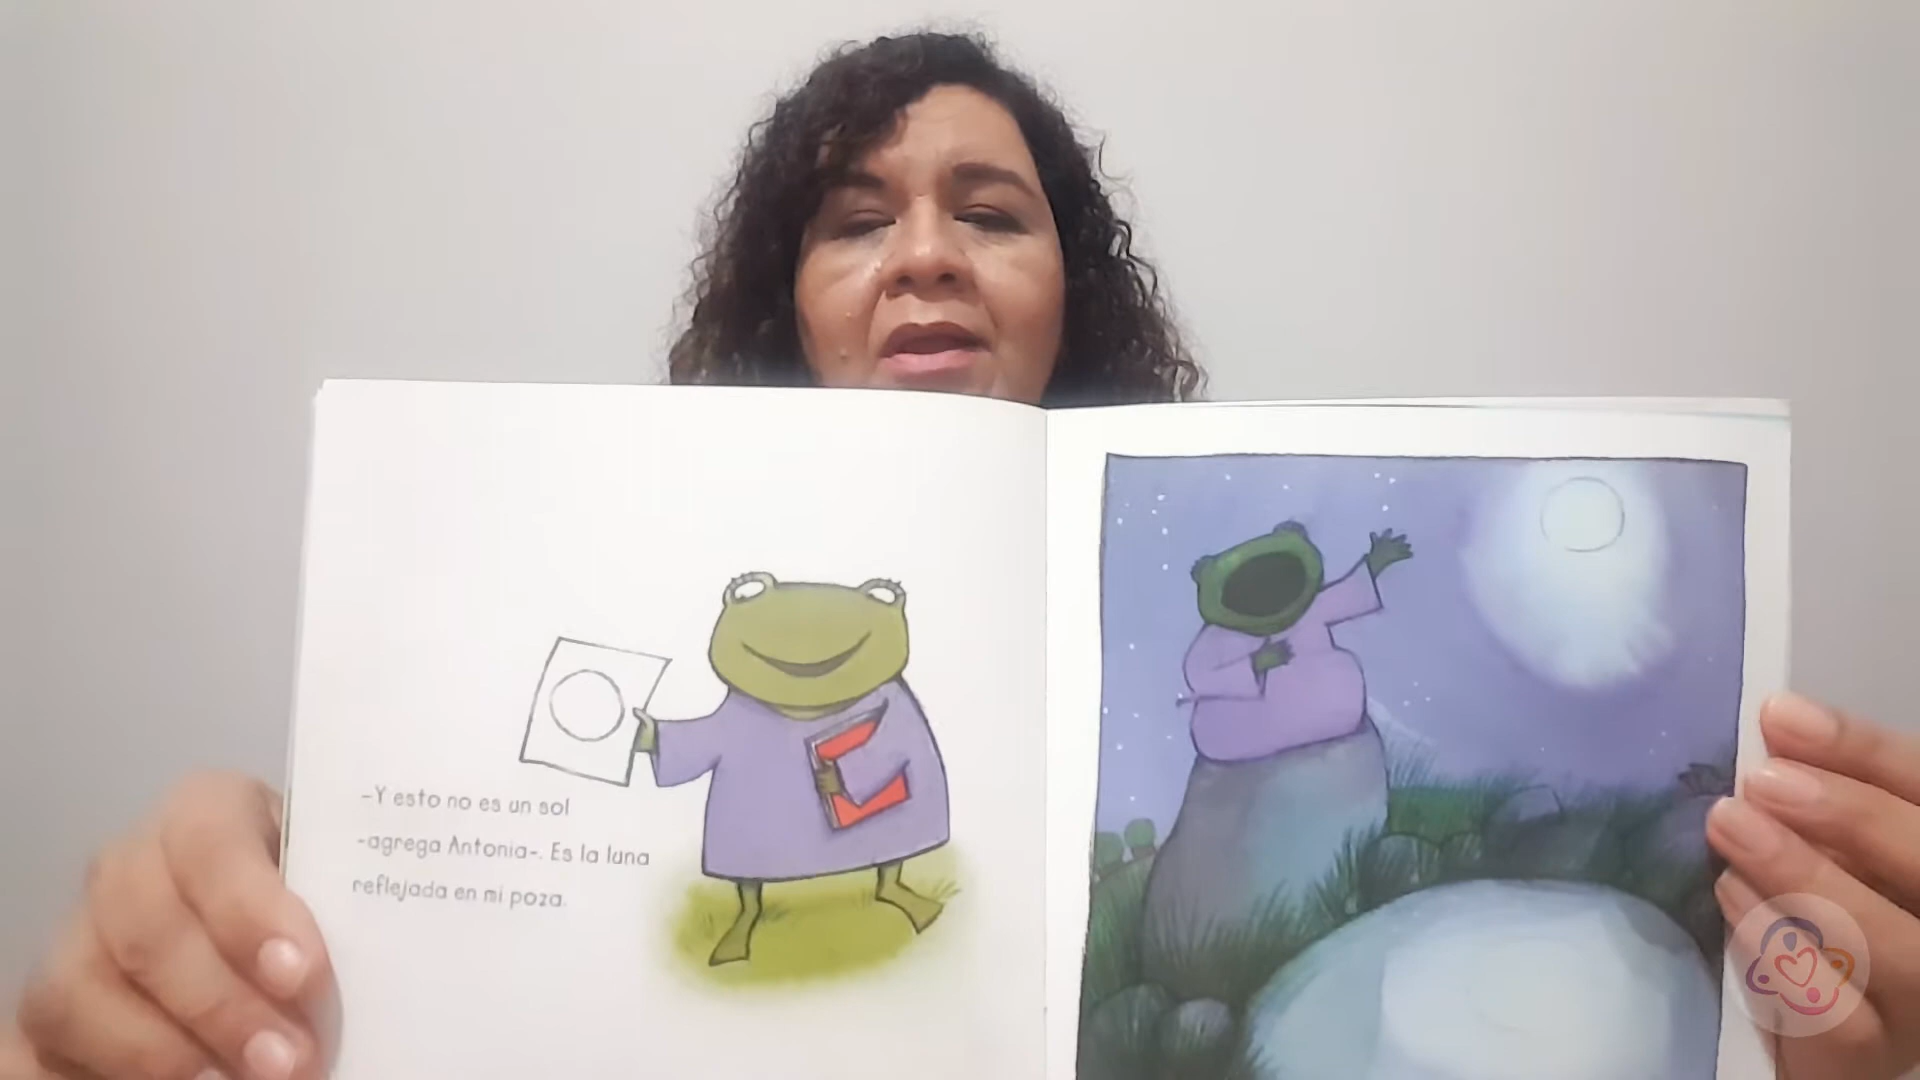 -Y esto no es un sol
-agrega Antonia-. Es la luna
reflejada en mi poza.